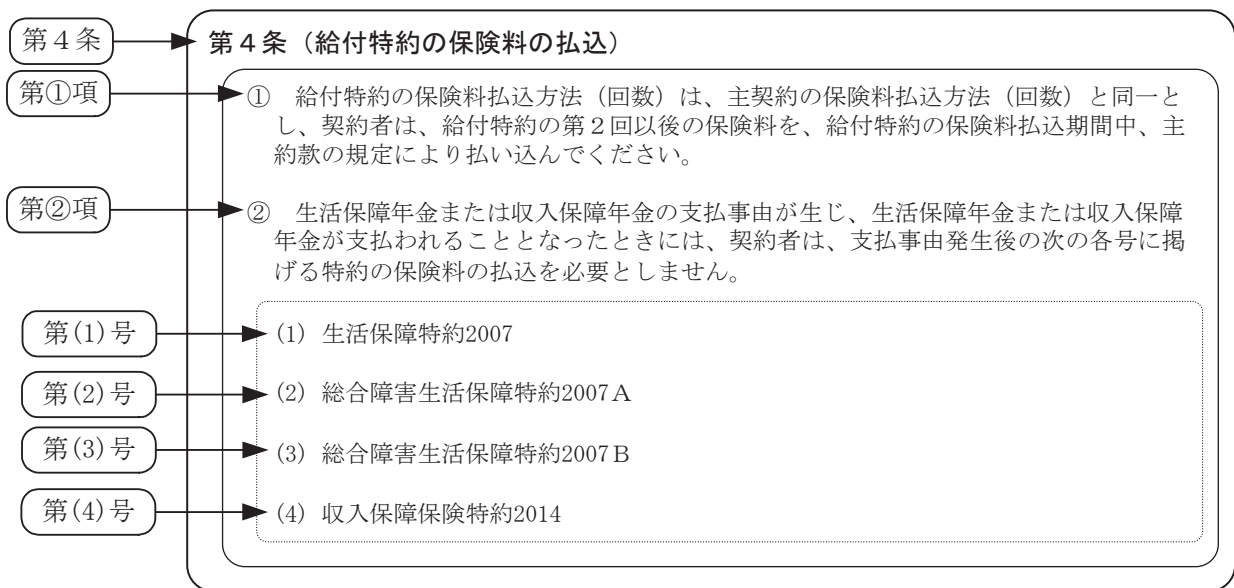 第４条
第４条（給付特約の保険料の払込）
第①項
①　給付特約の保険料払込方法（回数）は、主契約の保険料払込方法（回数）と同一と
し、契約者は、給付特約の第２回以後の保険料を、給付特約の保険料払込期間中、主
約款の規定により払い込んでください。
第②項
②　生活保障年金または収入保障年金の支払事由が生じ、生活保障年金または収入保障
年金が支払われることとなったときには、契約者は、支払事由発生後の次の各号に掲
げる特約の保険料の払込を必要としません。
第(1)号
(1) 生活保障特約2007
第(2)号
(2) 総合障害生活保障特約2007Ａ
第(3)号
(3) 総合障害生活保障特約2007Ｂ
第(4)号
(4) 収入保障保険特約2014